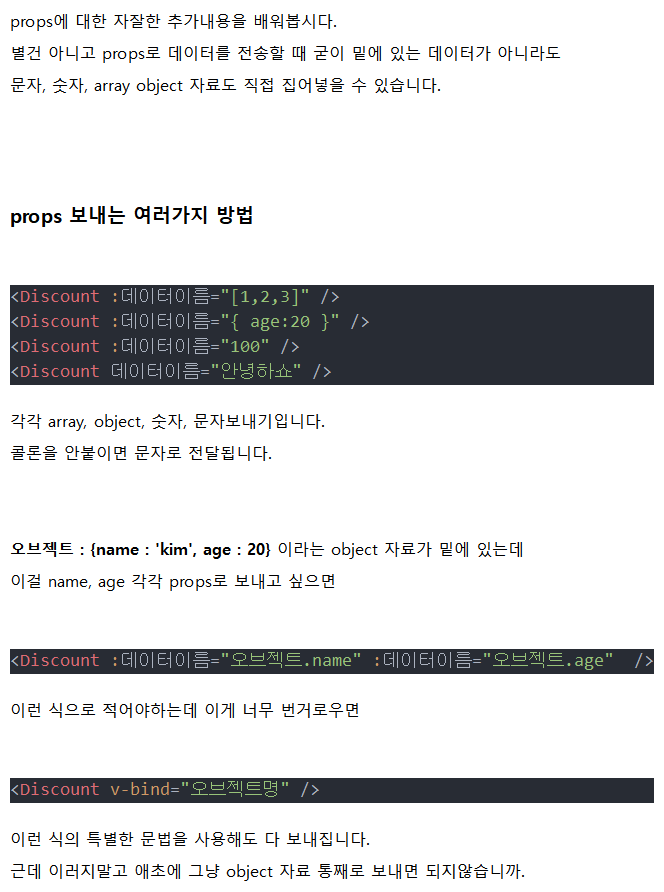 props에 대한 자잘한 추가내용을 배워봅시다.
별건 아니고 props로 데이터를 전송할 때 굳이 밑에 있는 데이터가 아니라도
문자, 숫자, array object 자료도 직접 집어넣을 수 있습니다.
props 보내는 여러가지 방법
<Discount :데이터이름="[1,2,3]" />
<Discount :데이터이름="{ age:20 }" />
<Discount :데이터이름="100" />
<Discount 데이터이름="안녕하쇼" />
각각 array, object, 숫자, 문자보내기입니다.
콜론을 안붙이면 문자로 전달됩니다.
오브젝트 : {name : 'kim', age : 20} 이라는 object 자료가 밑에 있는데
이걸 name, age 각각 props로 보내고 싶으면
<Discount :데이터이름="오브젝트.name" :데이터이름="오브젝트.age"  />
이런 식으로 적어야하는데 이게 너무 번거로우면
<Discount v-bind="오브젝트명" />
이런 식의 특별한 문법을 사용해도 다 보내집니다.
근데 이러지말고 애초에 그냥 object 자료 통째로 보내면 되지않습니까.